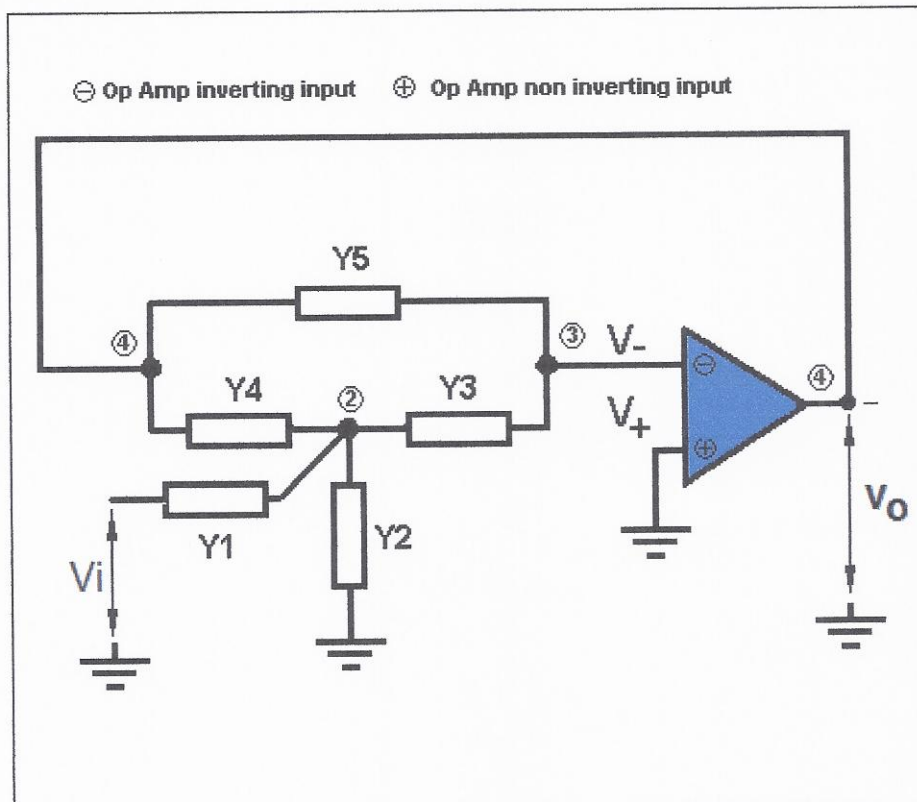 ⊖ Op Amp inverting input ⊕ Op Amp non inverting input
Y5
④
③
V-
④
Y4
②
Y3
V+
⊖
⊕
Y1
Y2
Vi
Vo